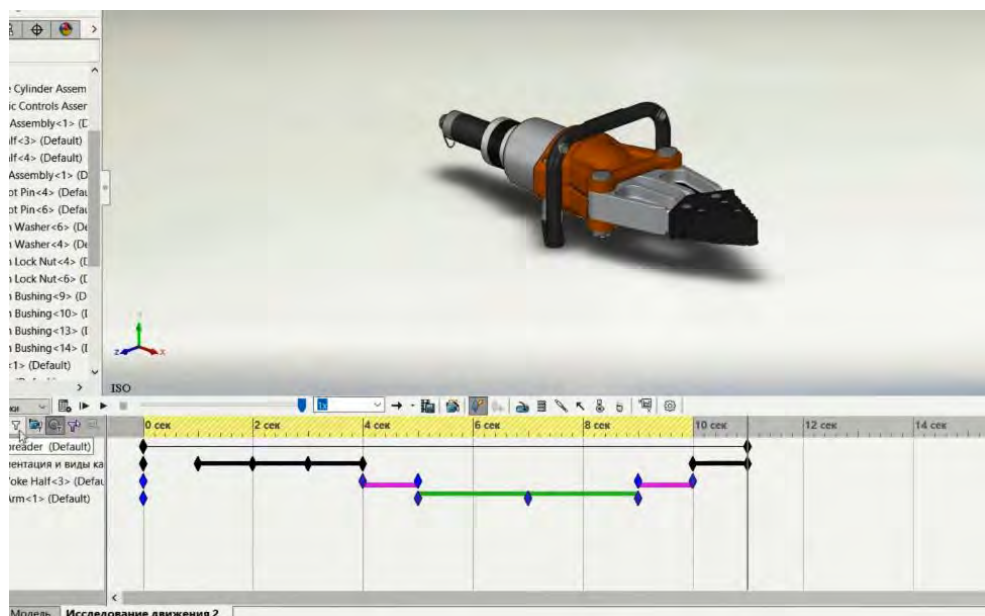 e Cylinder Assem
ic Controls Asser
Assembly<1> (D
lf<3> (Default)
lf<4> (Default)
Assembly<1> (D
ot Pin<4> (Defau
ot Pin<6> (Defau
n Washer<6> (De
n Washer<4> (De
n Lock Nut<4> (D
n Lock Nut<6> (D
n Bushing<9> (D
n Bushing<10> (I
n Bushing<13> (I
n Bushing<14> (I
<1> (Default)
Z
X
ISO
ки
1x
0 сек
2 сек
4 сек
6 сек
8 сек
10 сек
12 сек
14 сек
preader (Default)
ентация и виды ка
oke Half<3> (Defau
Arm<1> (Default)
Модель
Исследование движения 2